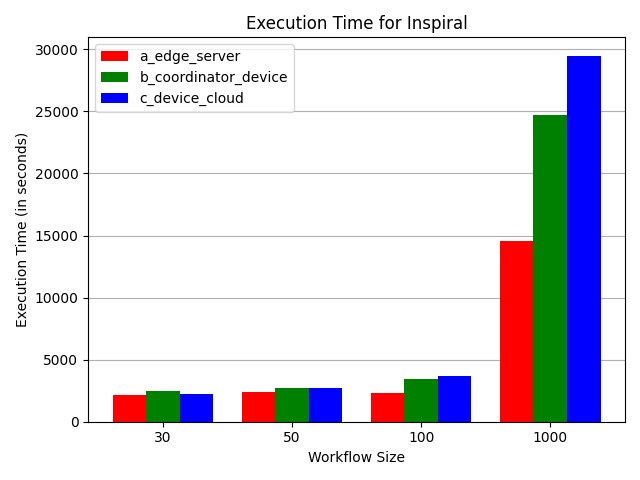 Execution Time for Inspiral
a_edge_server
b_coordinator_device
c_device_cloud
Execution Time (in seconds)
30000
25000
20000
15000
10000
5000
0
30
50
100
1000
Workflow Size